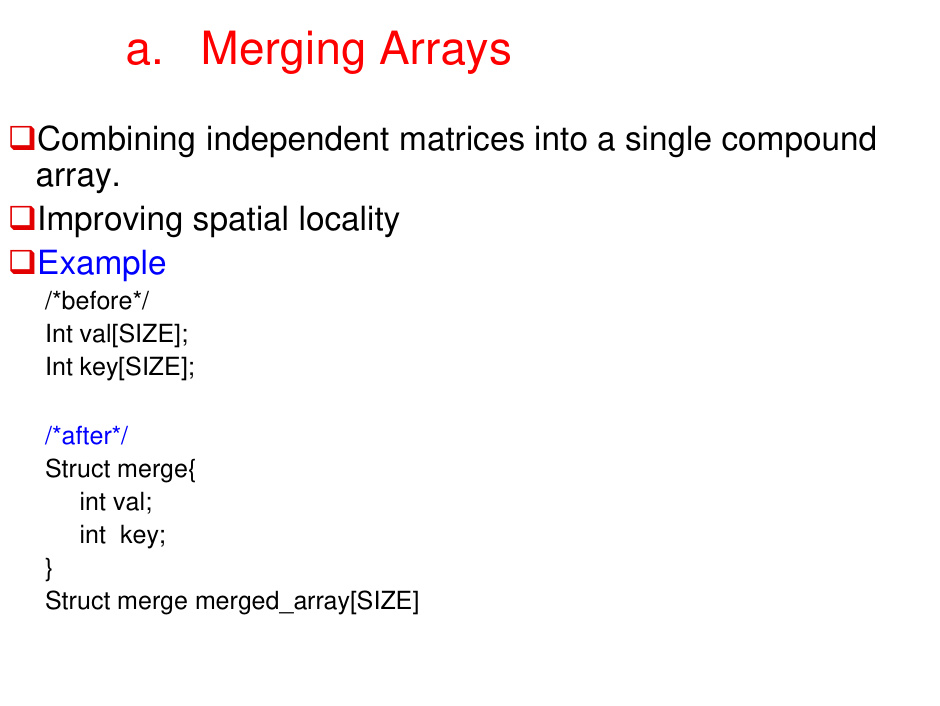 a. Merging Arrays
❑Combining independent matrices into a single compound
array.
❑Improving spatial locality
❑Example
/*before*/
Int val[SIZE];
Int key[SIZE];
/*after*/
Struct merge{
int val;
int key;
}
Struct merge merged_array[SIZE]